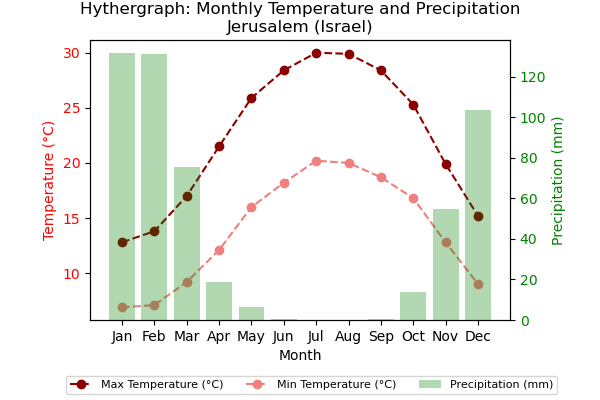 Hythergraph: Monthly Temperature and Precipitation
Jerusalem (Israel)
Temperature (°C)
30
25
20
15
10
Precipitation (mm)
120
100
80
60
40
20
0
Jan Feb Mar Apr May Jun Jul Aug Sep Oct Nov Dec
Month
Max Temperature (°C) Min Temperature (°C) Precipitation (mm)